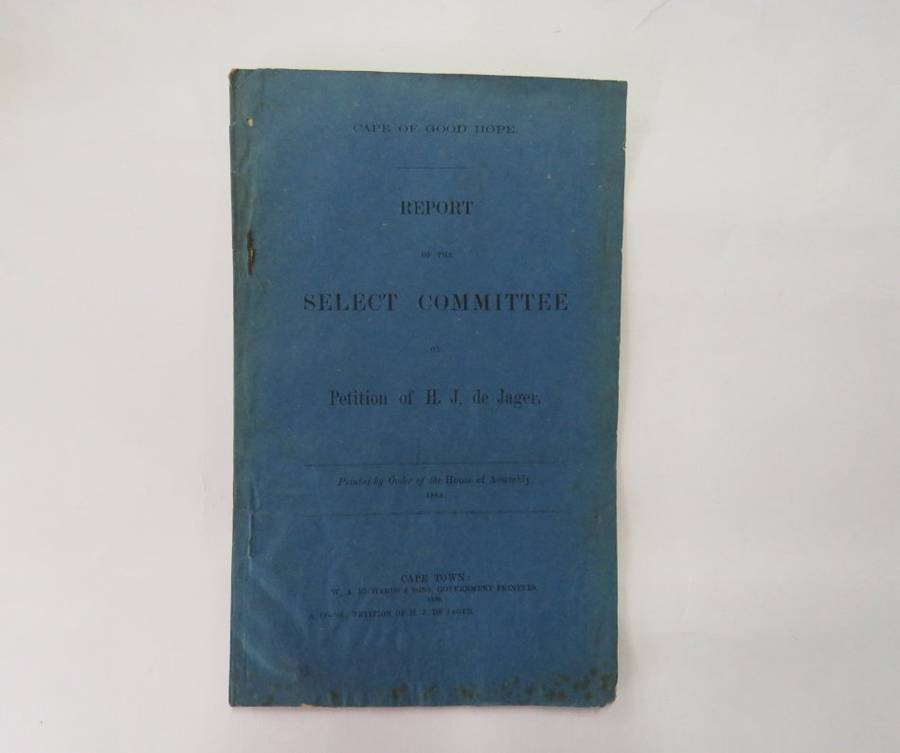 CAPE OF GOOD HOPE.
REPORT
OF THE
SELECT COMMITTEE
ON
Petition of H. J. de Jager.
Printed by Order of the House of Assembly.
CAPE TOWN:
W. A. RICHARDS & SONS, GOVERNMENT PRINTERS.
PETITION OF H. J. DE JAGER.